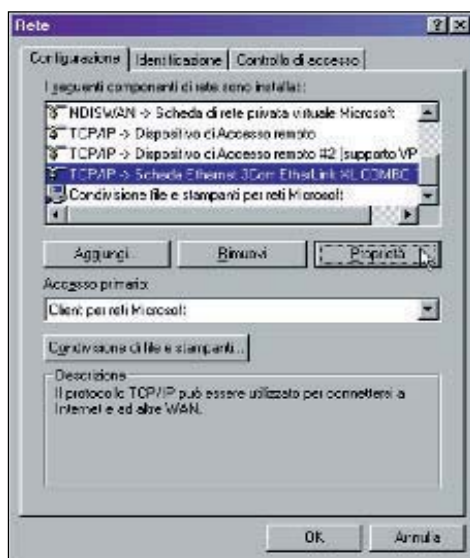 Rete
Configurazione
Identificazione
Controllo di accesso
I seguenti componenti di rete sono installati:
NDISWAN -> Scheda di rete privata virtuale Microsoft
TCP/IP -> Dispositivo di Accesso remoto
TCP/IP -> Dispositivo di Accesso remoto #2 (supporto VP
TCP/IP -> Scheda Ethernet 3Com EtherLink XL COMBO
Condivisione file e stampanti per reti Microsoft
Aggiungi...
Rimuovi
Proprietà
Accesso primario:
Client per reti Microsoft
Condivisione di file e stampanti...
Descrizione
Il protocollo TCP/IP può essere utilizzato per connettersi a
Internet e ad altre WAN.
OK
Annulla